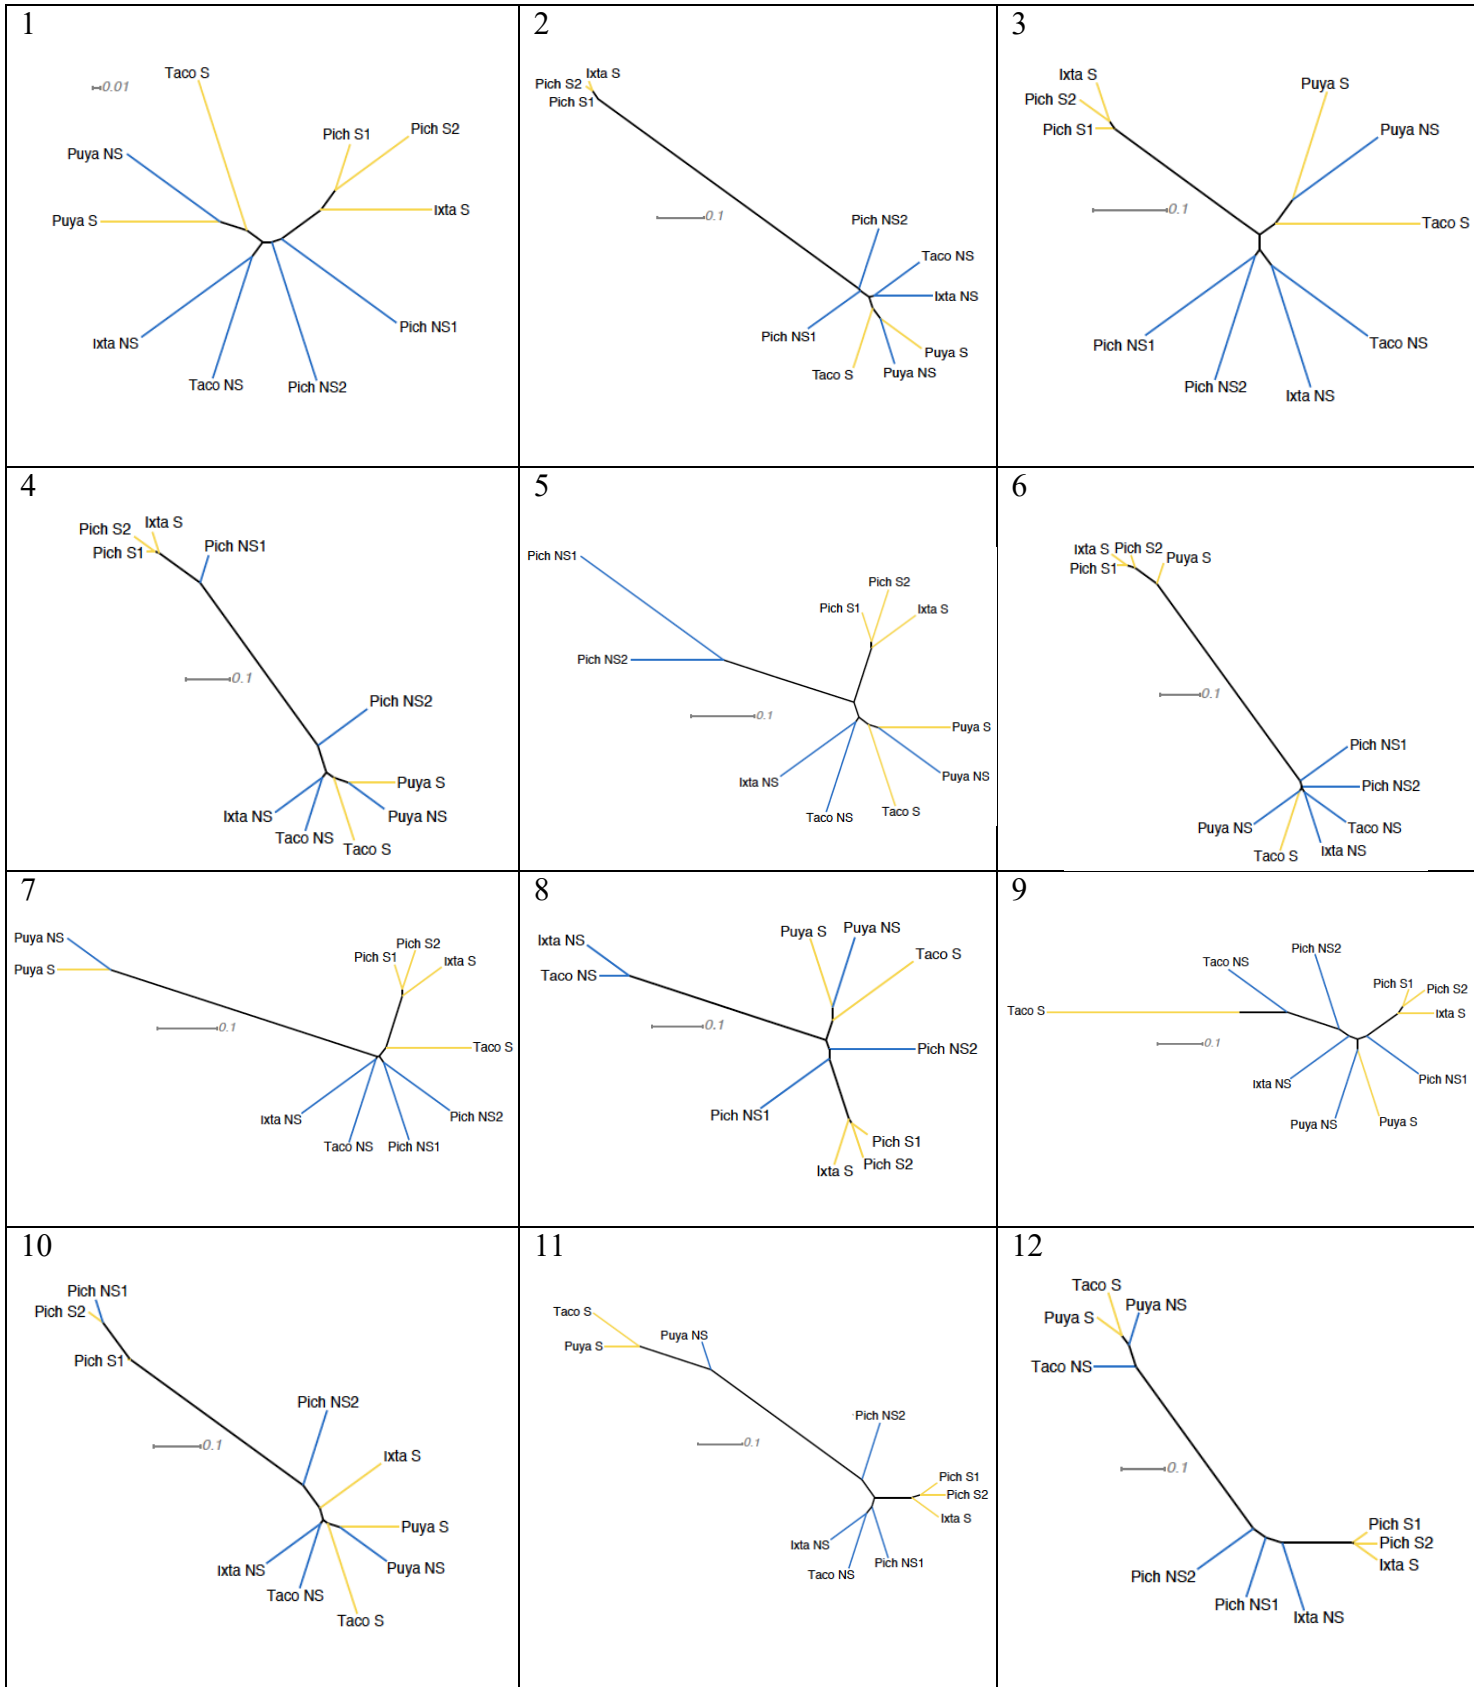 1
Taco S
0.01
Pich S1
Pich S2
Puya NS
Puya S
Ixta S
Pich NS1
Ixta NS
Taco NS
Pich NS2
2
Ixta S
Pich S2
Pich S1
0.1
Pich NS2
Taco NS
Ixta NS
Pich NS1
Puya S
Taco S
Puya NS
3
Ixta S
Puya S
Pich S2
Pich S1
Puya NS
0.1
Taco S
Pich NS1
Taco NS
Pich NS2
Ixta NS
4
Ixta S
Pich S2
Pich S1
Pich NS1
0.1
Pich NS2
Puya S
Ixta NS
Puya NS
Taco NS
Taco S
5
Pich NS1
Pich S2
Pich S1
Ixta S
Pich NS2
0.1
Puya S
Ixta NS
Puya NS
Taco NS
Taco S
6
Ixta S
Pich S2
Puya S
Pich S1
0.1
Pich NS1
Pich NS2
Puya NS
Taco NS
Taco S
Ixta NS
7
Puya NS
Pich S2
Pich S1
Ixta S
Puya S
0.1
Taco S
Ixta NS
Pich NS2
Taco NS
Pich NS1
8
Ixta NS
Puya S
Puya NS
Taco S
Taco NS
0.1
Pich NS2
Pich NS1
Pich S1
Ixta S
Pich S2
9
Pich NS2
Taco NS
Pich S1
Pich S2
Taco S
Ixta S
0.1
Ixta NS
Pich NS1
Puya NS
Puya S
10
Pich NS1
Pich S2
Pich S1
Pich NS2
0.1
Ixta S
Puya S
Ixta NS
Puya NS
Taco NS
Taco S
11
Taco S
Puya NS
Puya S
Pich NS2
0.1
Pich S1
Pich S2
Ixta S
Ixta NS
Pich NS1
Taco NS
12
Taco S
Puya NS
Puya S
Taco NS
0.1
Pich S1
Pich S2
Ixta S
Pich NS2
Pich NS1
Ixta NS